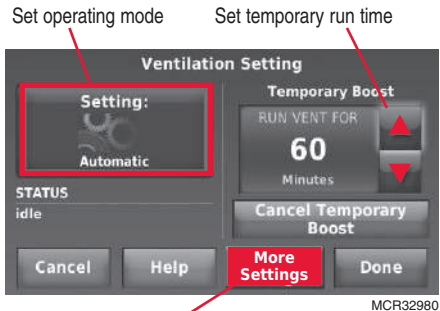 Set operating mode
Set temporary run time
Ventilation Setting
Setting:
Automatic
STATUS
idle
Temporary Boost
RUN VENT FOR
60
Minutes
Cancel Temporary
Boost
Cancel
Help
More
Settings
Done
MCR32980